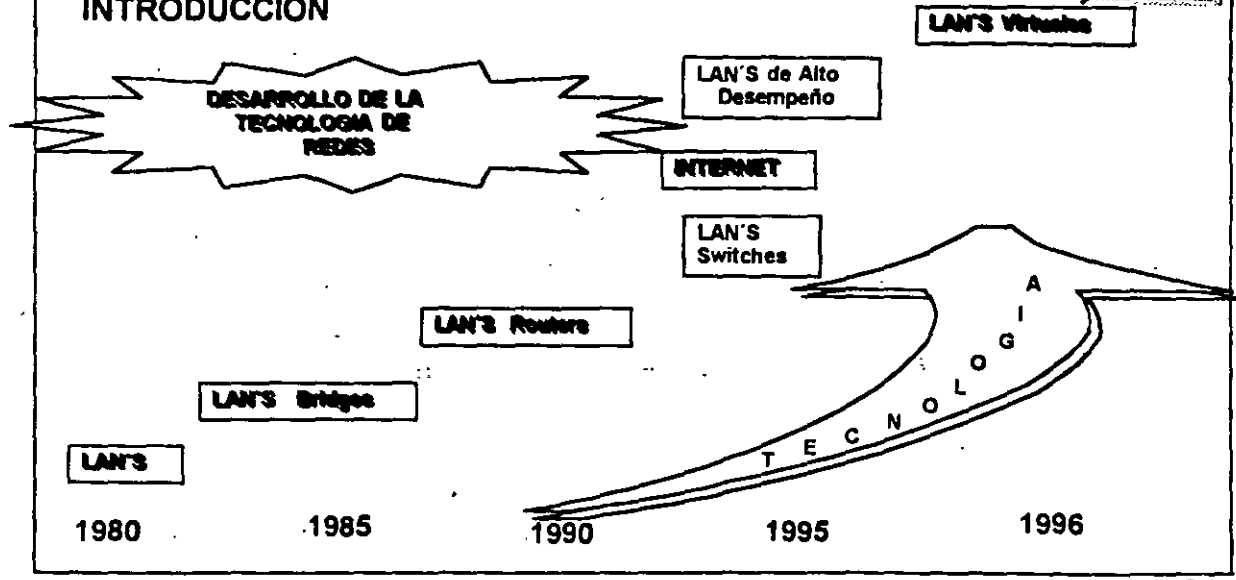 INTRODUCCION
LAN'S Virtuales
LAN'S de Alto
Desempeño
DESARROLLO DE LA
TECNOLOGIA DE
REDES
INTERNET
LAN'S
Switches
LAN'S Routers
LAN'S Bridges
LAN'S
TECNOLOGIA
1980 1985 1990 1995 1996